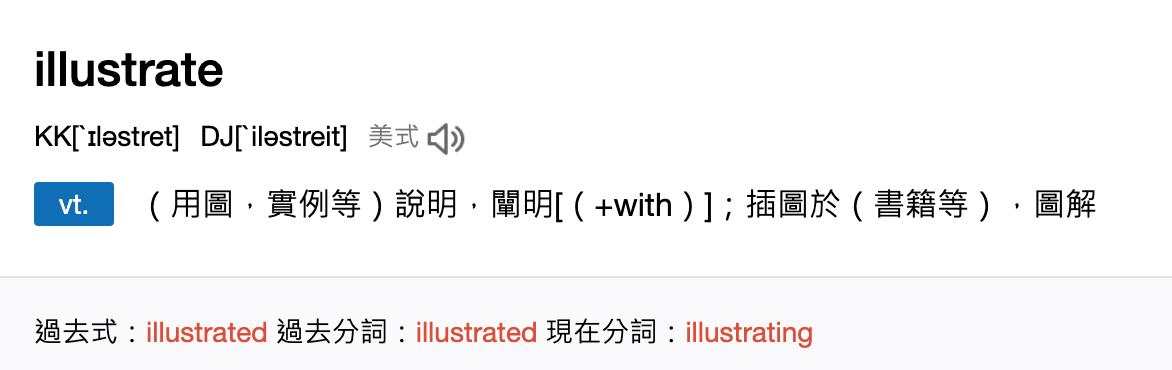 illustrate
KK[ˋɪləstret] DJ[ˋiləstreit] 美式
vt. （用圖，實例等）說明，闡明[（+with）]；插圖於（書籍等），圖解
過去式：illustrated 過去分詞：illustrated 現在分詞：illustrating